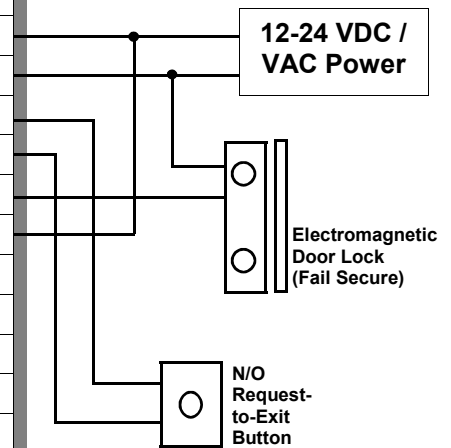 12-24 VDC /
VAC Power
Electromagnetic
Door Lock
(Fail Secure)
N/O
Request-
to-Exit
Button